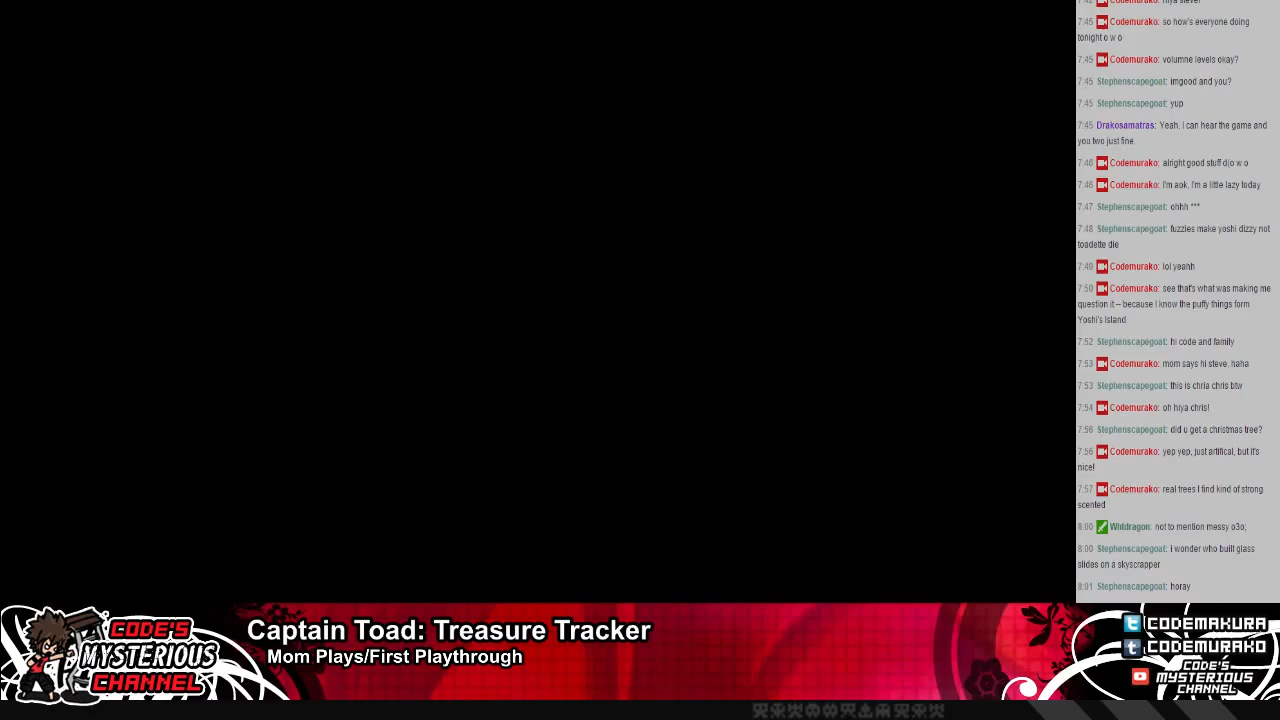 7:45 Codemurako: so how's everyone doing
tonight o w o
7:45 Codemurako: volumne levels okay?
7:45 Stephenscapegoat: imgood and you?
7:45 Stephenscapegoat: yup
7:45 Drakosamatras: Yeah, I can hear the game and
you two just fine.
7:46 Codemurako: alright good stuff d|o w o
7:46 Codemurako: I'm aok, I'm a little lazy today
7:47 Stephenscapegoat: ohhh ***
7:48 Stephenscapegoat: fuzzies make yoshi dizzy not
toadette die
7:49 Codemurako: lol yeahh
7:50 Codemurako: see that's what was making me
question it -- because I know the puffy things form
Yoshi's Island
7:52 Stephenscapegoat: hi code and family
7:53 Codemurako: mom says hi steve, haha
7:53 Stephenscapegoat: this is chria chris btw
7:54 Codemurako: oh hiya chris!
7:56 Stephenscapegoat: did u get a christmas tree?
7:56 Codemurako: yep yep, just artifical, but it's
nice!
7:57 Codemurako: real trees I find kind of strong
scented
8:00 Whtdragon: not to mention messy o3o;
8:00 Stephenscapegoat: i wonder who built glass
slides on a skyscrapper
8:01 Stephenscapegoat: horay
CODE'S
MYSTERIOUS
CHANNEL
Captain Toad: Treasure Tracker
Mom Plays/First Playthrough
CODEMAKURA
CODEMURAKO
CODE'S
MYSTERIOUS
CHANNEL